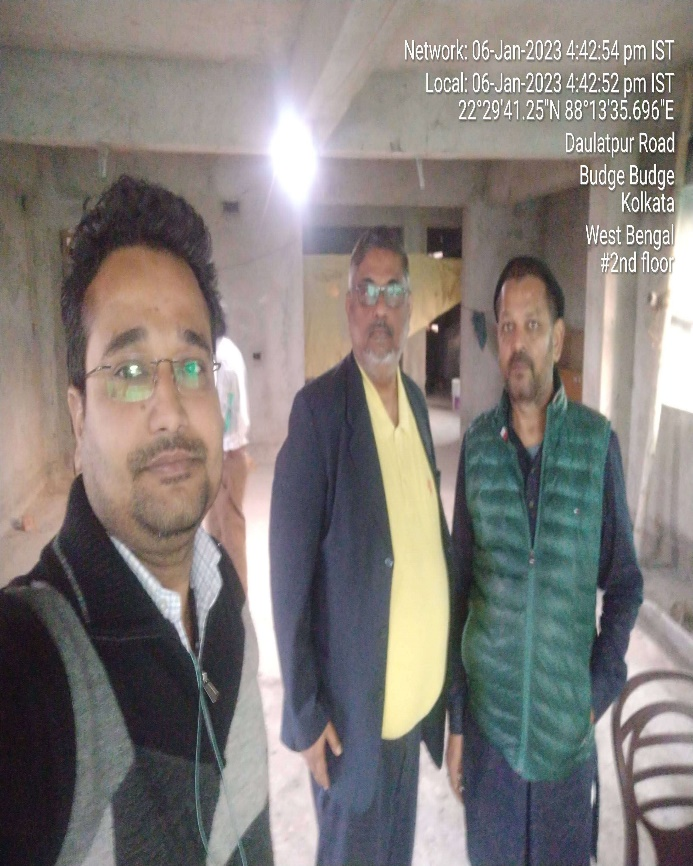 Network: 06-Jan-2023 4:42:54 pm IST
Local: 06-Jan-2023 4:42:52 pm IST
22°29'41.25"N 88°13'35.696"E
Daulatpur Road
Budge Budge
Kolkata
West Bengal
#2nd floor